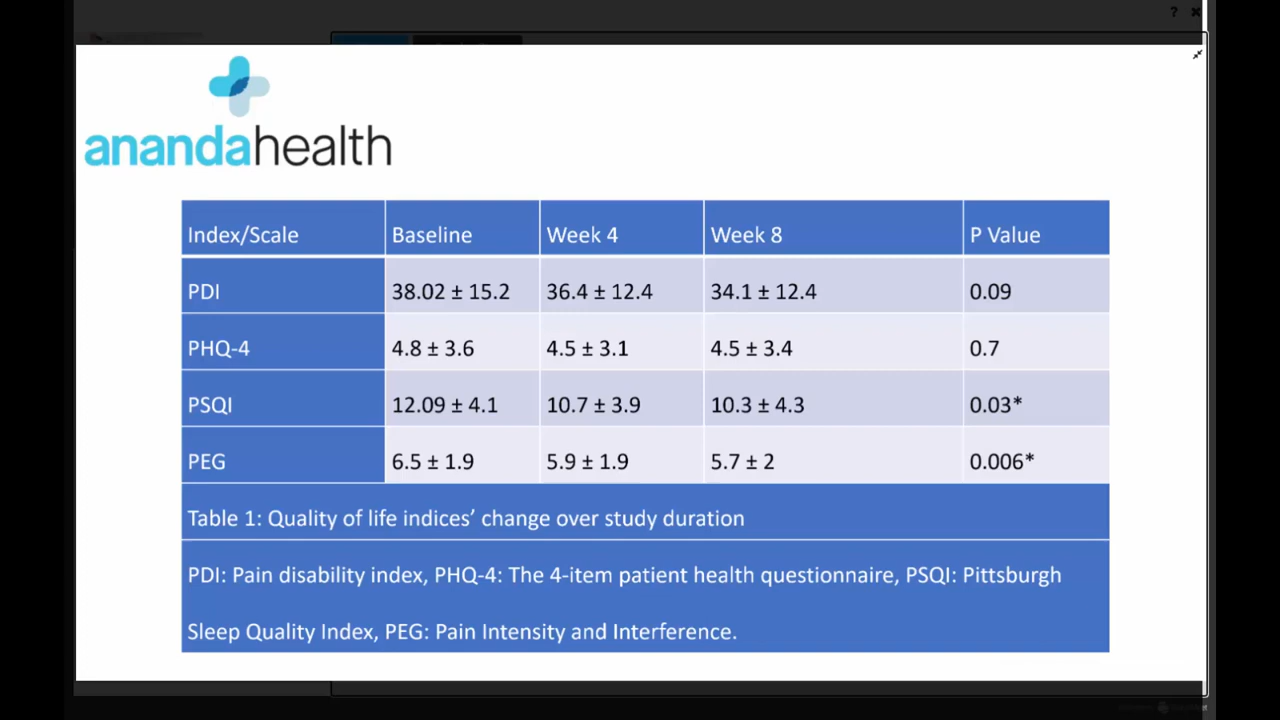 ?
anandahealth
Index/Scale Baseline Week 4 Week 8 P Value
PDI 38.02 ± 15.2 36.4 ± 12.4 34.1 ± 12.4 0.09
PHQ-4 4.8 ± 3.6 4.5 ± 3.1 4.5 ± 3.4 0.7
PSQI 12.09 ± 4.1 10.7 ± 3.9 10.3 ± 4.3 0.03*
PEG 6.5 ± 1.9 5.9 ± 1.9 5.7 ± 2 0.006*
Table 1: Quality of life indices’ change over study duration
PDI: Pain disability index, PHQ-4: The 4-item patient health questionnaire, PSQI: Pittsburgh
Sleep Quality Index, PEG: Pain Intensity and Interference.